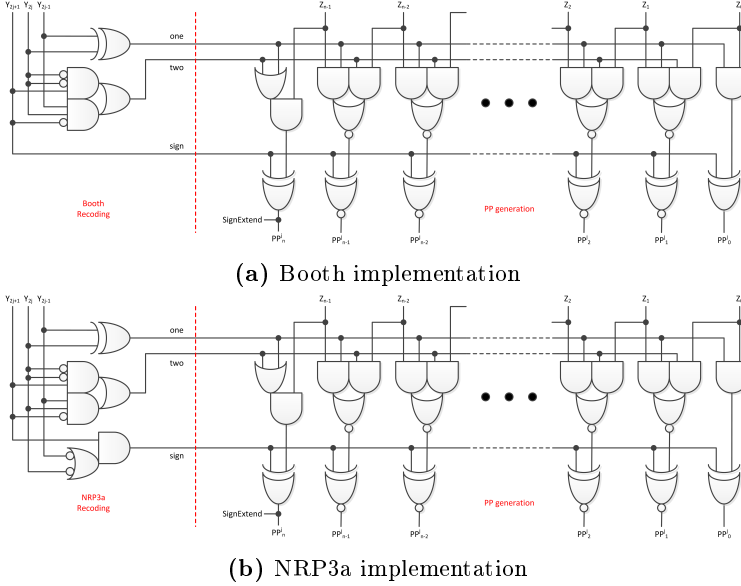 Y2j+1 Y2j Y2j-1 Zn-1 Zn-2 Z2 Z1
one
two
sign
Booth
Recoding
PP generation
SignExtend
PPjn PPjn-1 PPjn-2 PPj2 PPj1 PPj0
(a) Booth implementation
Y2j+1 Y2j Y2j-1 Zn-1 Zn-2 Z2 Z1
one
two
sign
NRP3a
Recoding
PP generation
SignExtend
PPjn PPjn-1 PPjn-2 PPj2 PPj1 PPj0
(b) NRP3a implementation